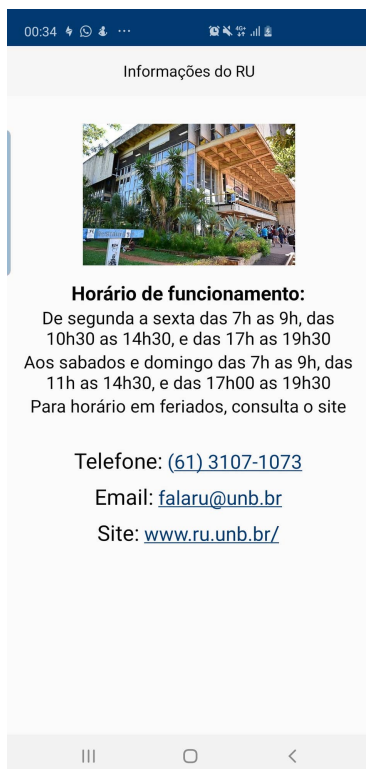 00:34
4G+
Informações do RU
Horário de funcionamento:
De segunda a sexta das 7h as 9h, das
10h30 as 14h30, e das 17h as 19h30
Aos sabados e domingo das 7h as 9h, das
11h as 14h30, e das 17h00 as 19h30
Para horário em feriados, consulta o site
Telefone: (61) 3107-1073
Email: falaru@unb.br
Site: www.ru.unb.br/